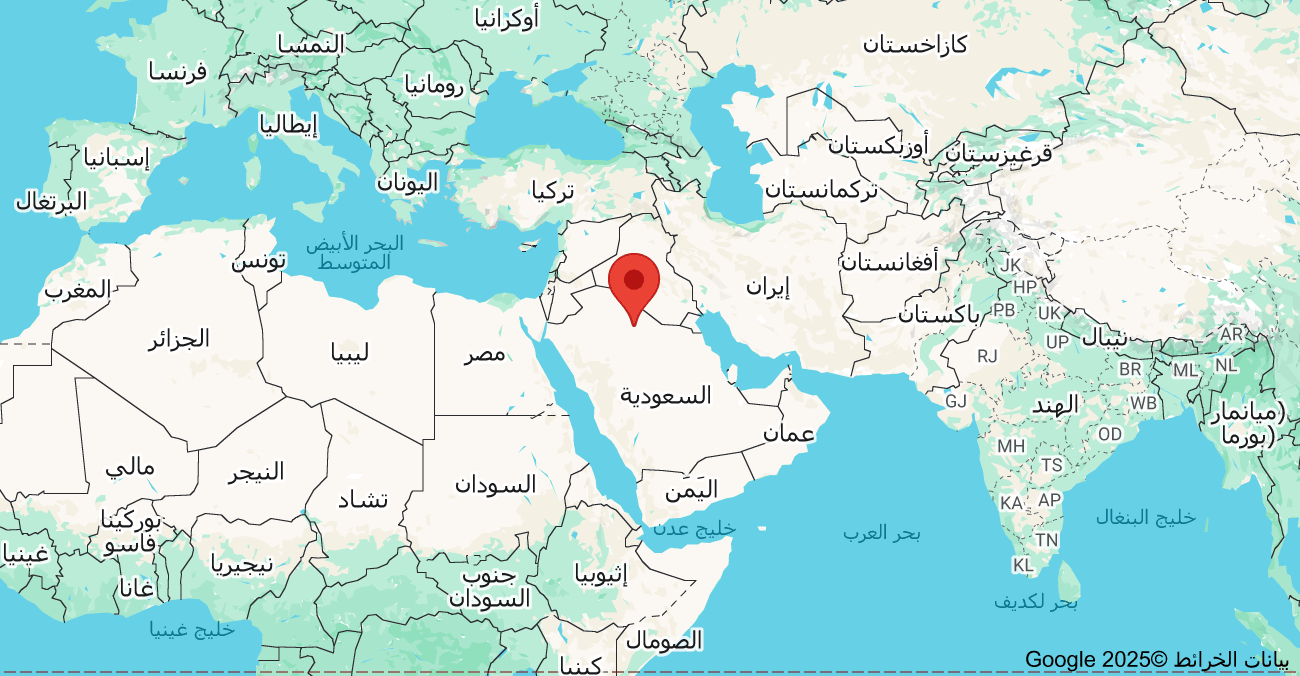 أوكرانيا
النمسا
كازاخستان
فرنسا
رومانيا
إيطاليا
أوزبكستان
قرغيزستان
إسبانيا
اليونان
تركيا
تركمانستان
البرتغال
البحر الأبيض
المتوسط
تونس
أفغانستان
JK
المغرب
إيران
HP
باكستان
PB
UK
الجزائر
ليبيا
مصر
UP
نيبال
AR
RJ
BR
ML
NL
السعودية
GJ
الهند
WB
(ميانمار
بورما)
عمان
OD
MH
مالي
النيجر
تشاد
السودان
اليمن
TS
KA
AP
بوركينا
فاسو
خليج عدن
بحر العرب
خليج البنغال
TN
غينيا
نيجيريا
KL
غانا
جنوب
السودان
إثيوبيا
بحر لكديف
خليج غينيا
الصومال
كينيا
بيانات الخرائط ©2025 Google